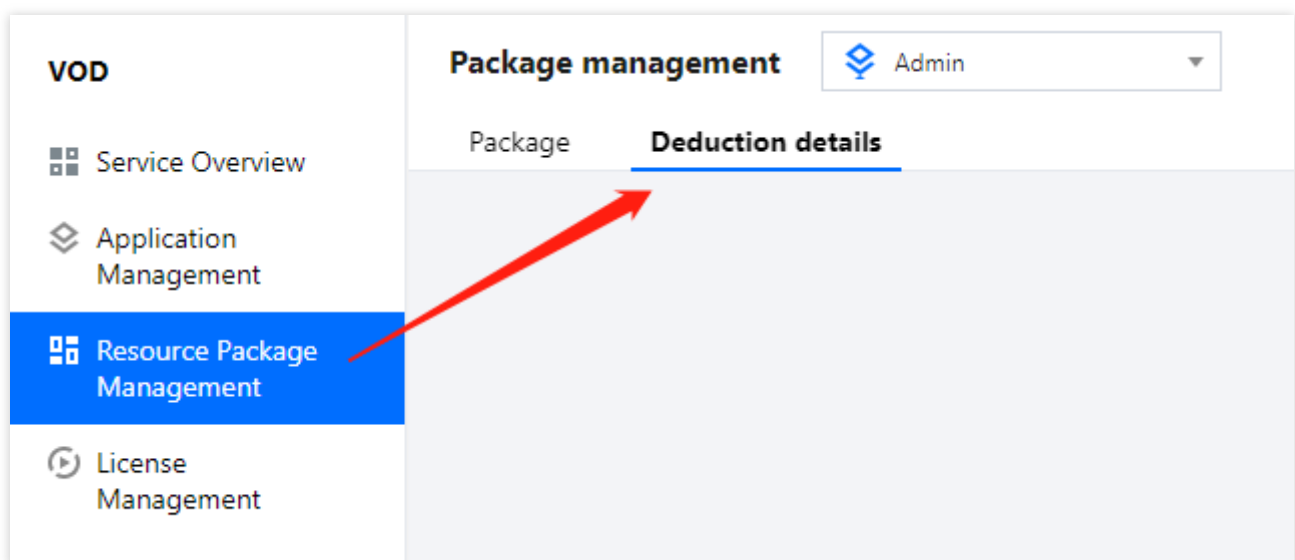 VOD
Service Overview
Application
Management
Resource Package
Management
License
Management
Package management
Admin
Package
Deduction details